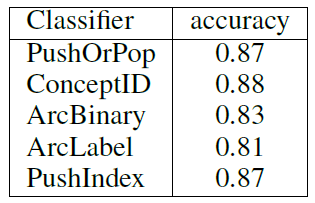 Classifier accuracy
PushOrPop 0.87
ConceptID 0.88
ArcBinary 0.83
ArcLabel 0.81
PushIndex 0.87